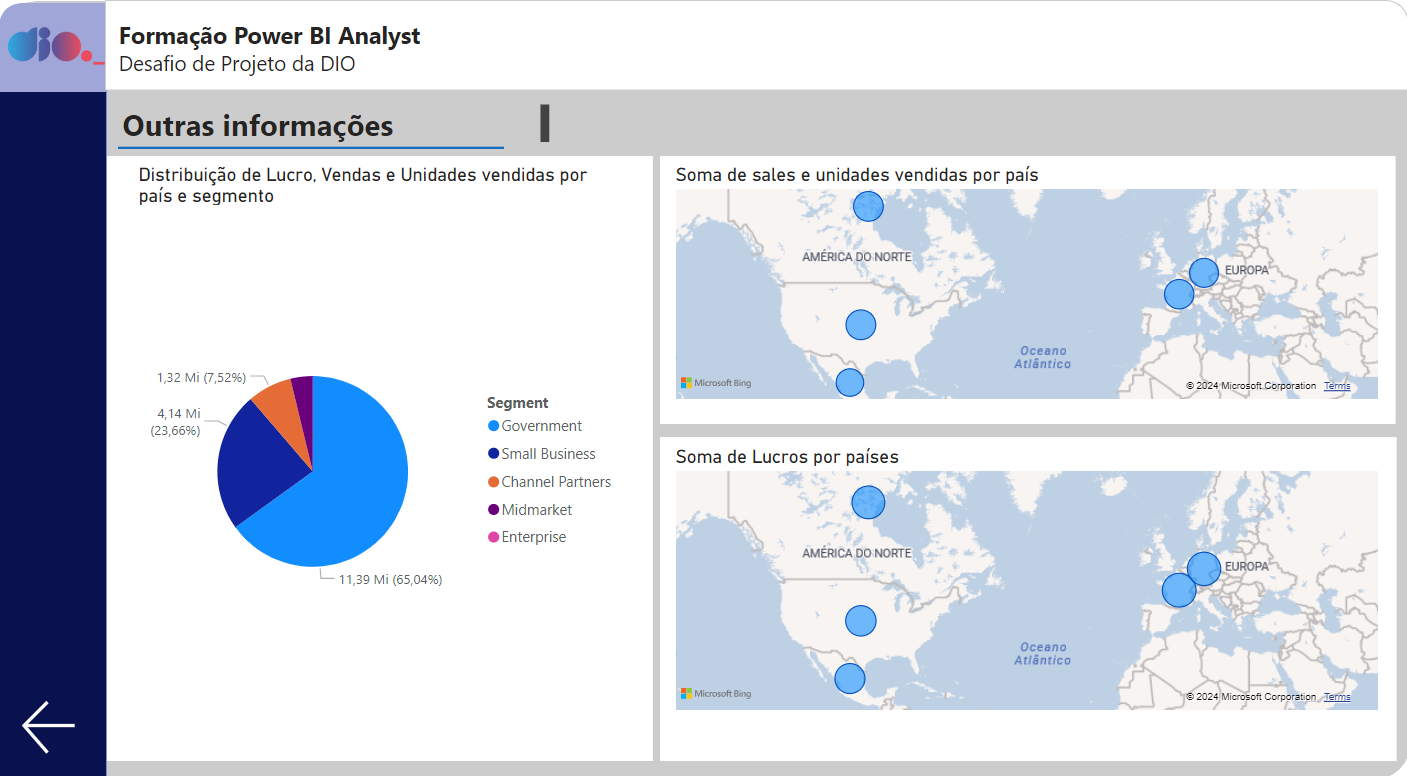 dio._
Formação Power BI Analyst
Desafio de Projeto da DIO
Outras informações
Distribuição de Lucro, Vendas e Unidades vendidas por
país e segmento
1,32 Mi (7,52%)
4,14 Mi
(23,66%)
11,39 Mi (65,04%)
Segment
Government
Small Business
Channel Partners
Midmarket
Enterprise
Soma de sales e unidades vendidas por país
AMÉRICA DO NORTE
EUROPA
Oceano
Atlântico
Microsoft Bing
© 2024 Microsoft Corporation Terms
Soma de Lucros por países
AMÉRICA DO NORTE
EUROPA
Oceano
Atlântico
Microsoft Bing
© 2024 Microsoft Corporation Terms